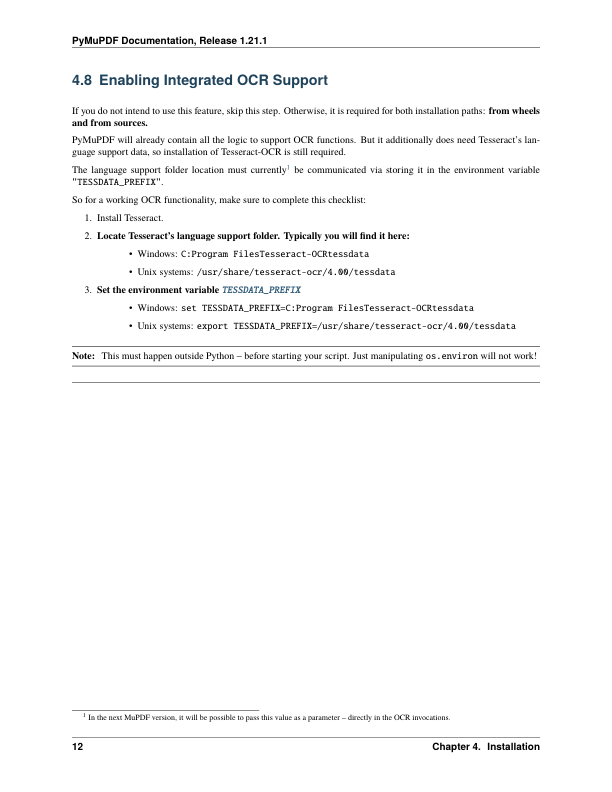 PyMuPDF Documentation, Release 1.21.1
4.8 Enabling Integrated OCR Support
If you do not intend to use this feature, skip this step. Otherwise, it is required for both installation paths: from wheels
and from sources.
PyMuPDF will already contain all the logic to support OCR functions. But it additionally does need Tesseract's lan-
guage support data, so installation of Tesseract-OCR is still required.
The language support folder location must currently¹ be communicated via storing it in the environment variable
"TESSDATA_PREFIX".
So for a working OCR functionality, make sure to complete this checklist:
1. Install Tesseract.
2. Locate Tesseract's language support folder. Typically you will find it here:
• Windows: C:Program FilesTesseract-OCRtessdata
• Unix systems: /usr/share/tesseract-ocr/4.00/tessdata
3. Set the environment variable TESSDATA_PREFIX
• Windows: set TESSDATA_PREFIX=C:Program FilesTesseract-OCRtessdata
• Unix systems: export TESSDATA_PREFIX=/usr/share/tesseract-ocr/4.00/tessdata
Note: This must happen outside Python – before starting your script. Just manipulating os.environ will not work!
¹ In the next MuPDF version, it will be possible to pass this value as a parameter – directly in the OCR invocations.
12 Chapter 4. Installation